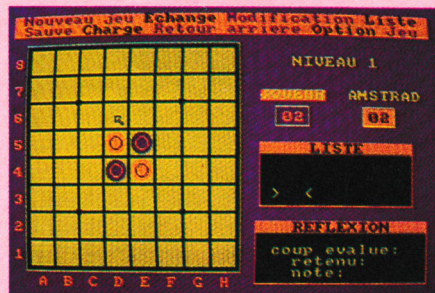 Nouveau jeu Echange Modification Liste
Sauve Charge Retour arriere Option Jeu
NIVEAU 1
JOUEUR AMSTRAD
02 02
LISTE
> <
REFLEXION
coup evalue:
retenu:
note:
8
7
6
5
4
3
2
1
A B C D E F G H